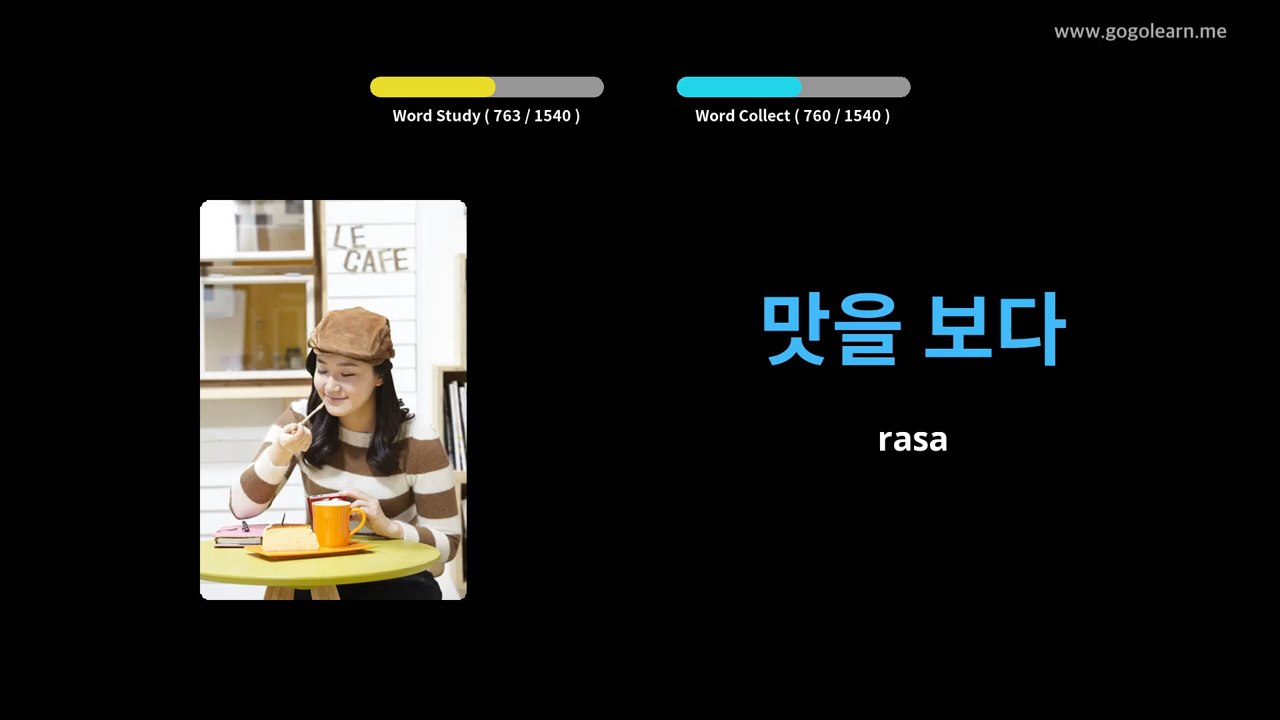 www.gogolearn.me
Word Study ( 763 / 1540 )
Word Collect ( 760 / 1540 )
LE
CAFE
맛을 보다
rasa